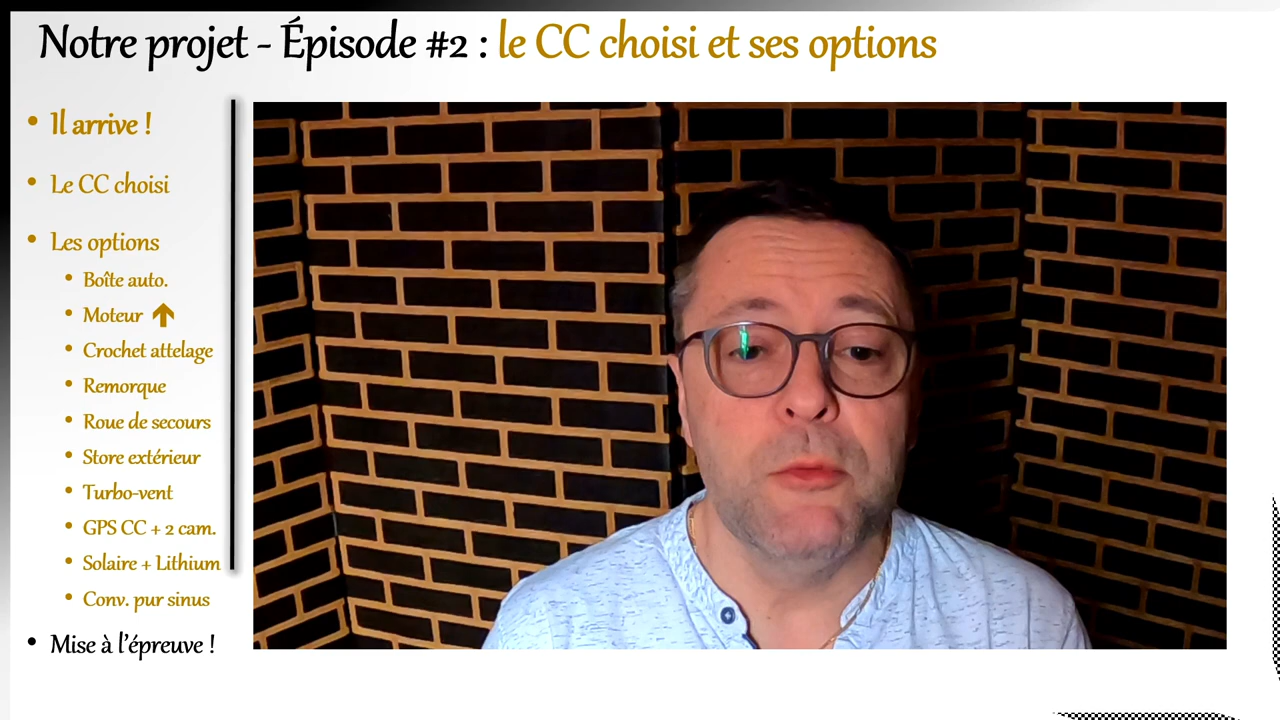 Notre projet - Épisode #2 : le CC choisi et ses options
• Il arrive !
• Le CC choisi
• Les options
• Boîte auto.
• Moteur ↑
• Crochet attelage
• Remorque
• Roue de secours
• Store extérieur
• Turbo-vent
• GPS CC + 2 cam.
• Solaire + Lithium
• Conv. pur sinus
• Mise à l'épreuve !